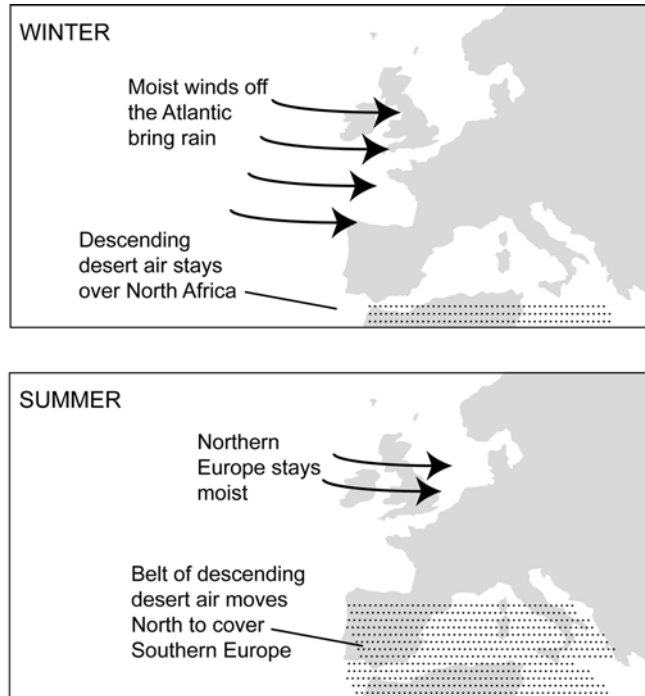 WINTER
Moist winds off
the Atlantic
bring rain
Descending
desert air stays
over North Africa
SUMMER
Northern
Europe stays
moist
Belt of descending
desert air moves
North to cover
Southern Europe